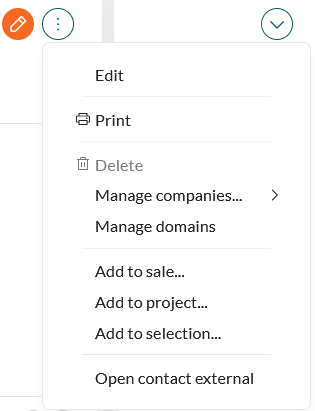 Edit
Print
Delete
Manage companies...
Manage domains
Add to sale...
Add to project...
Add to selection...
Open contact external